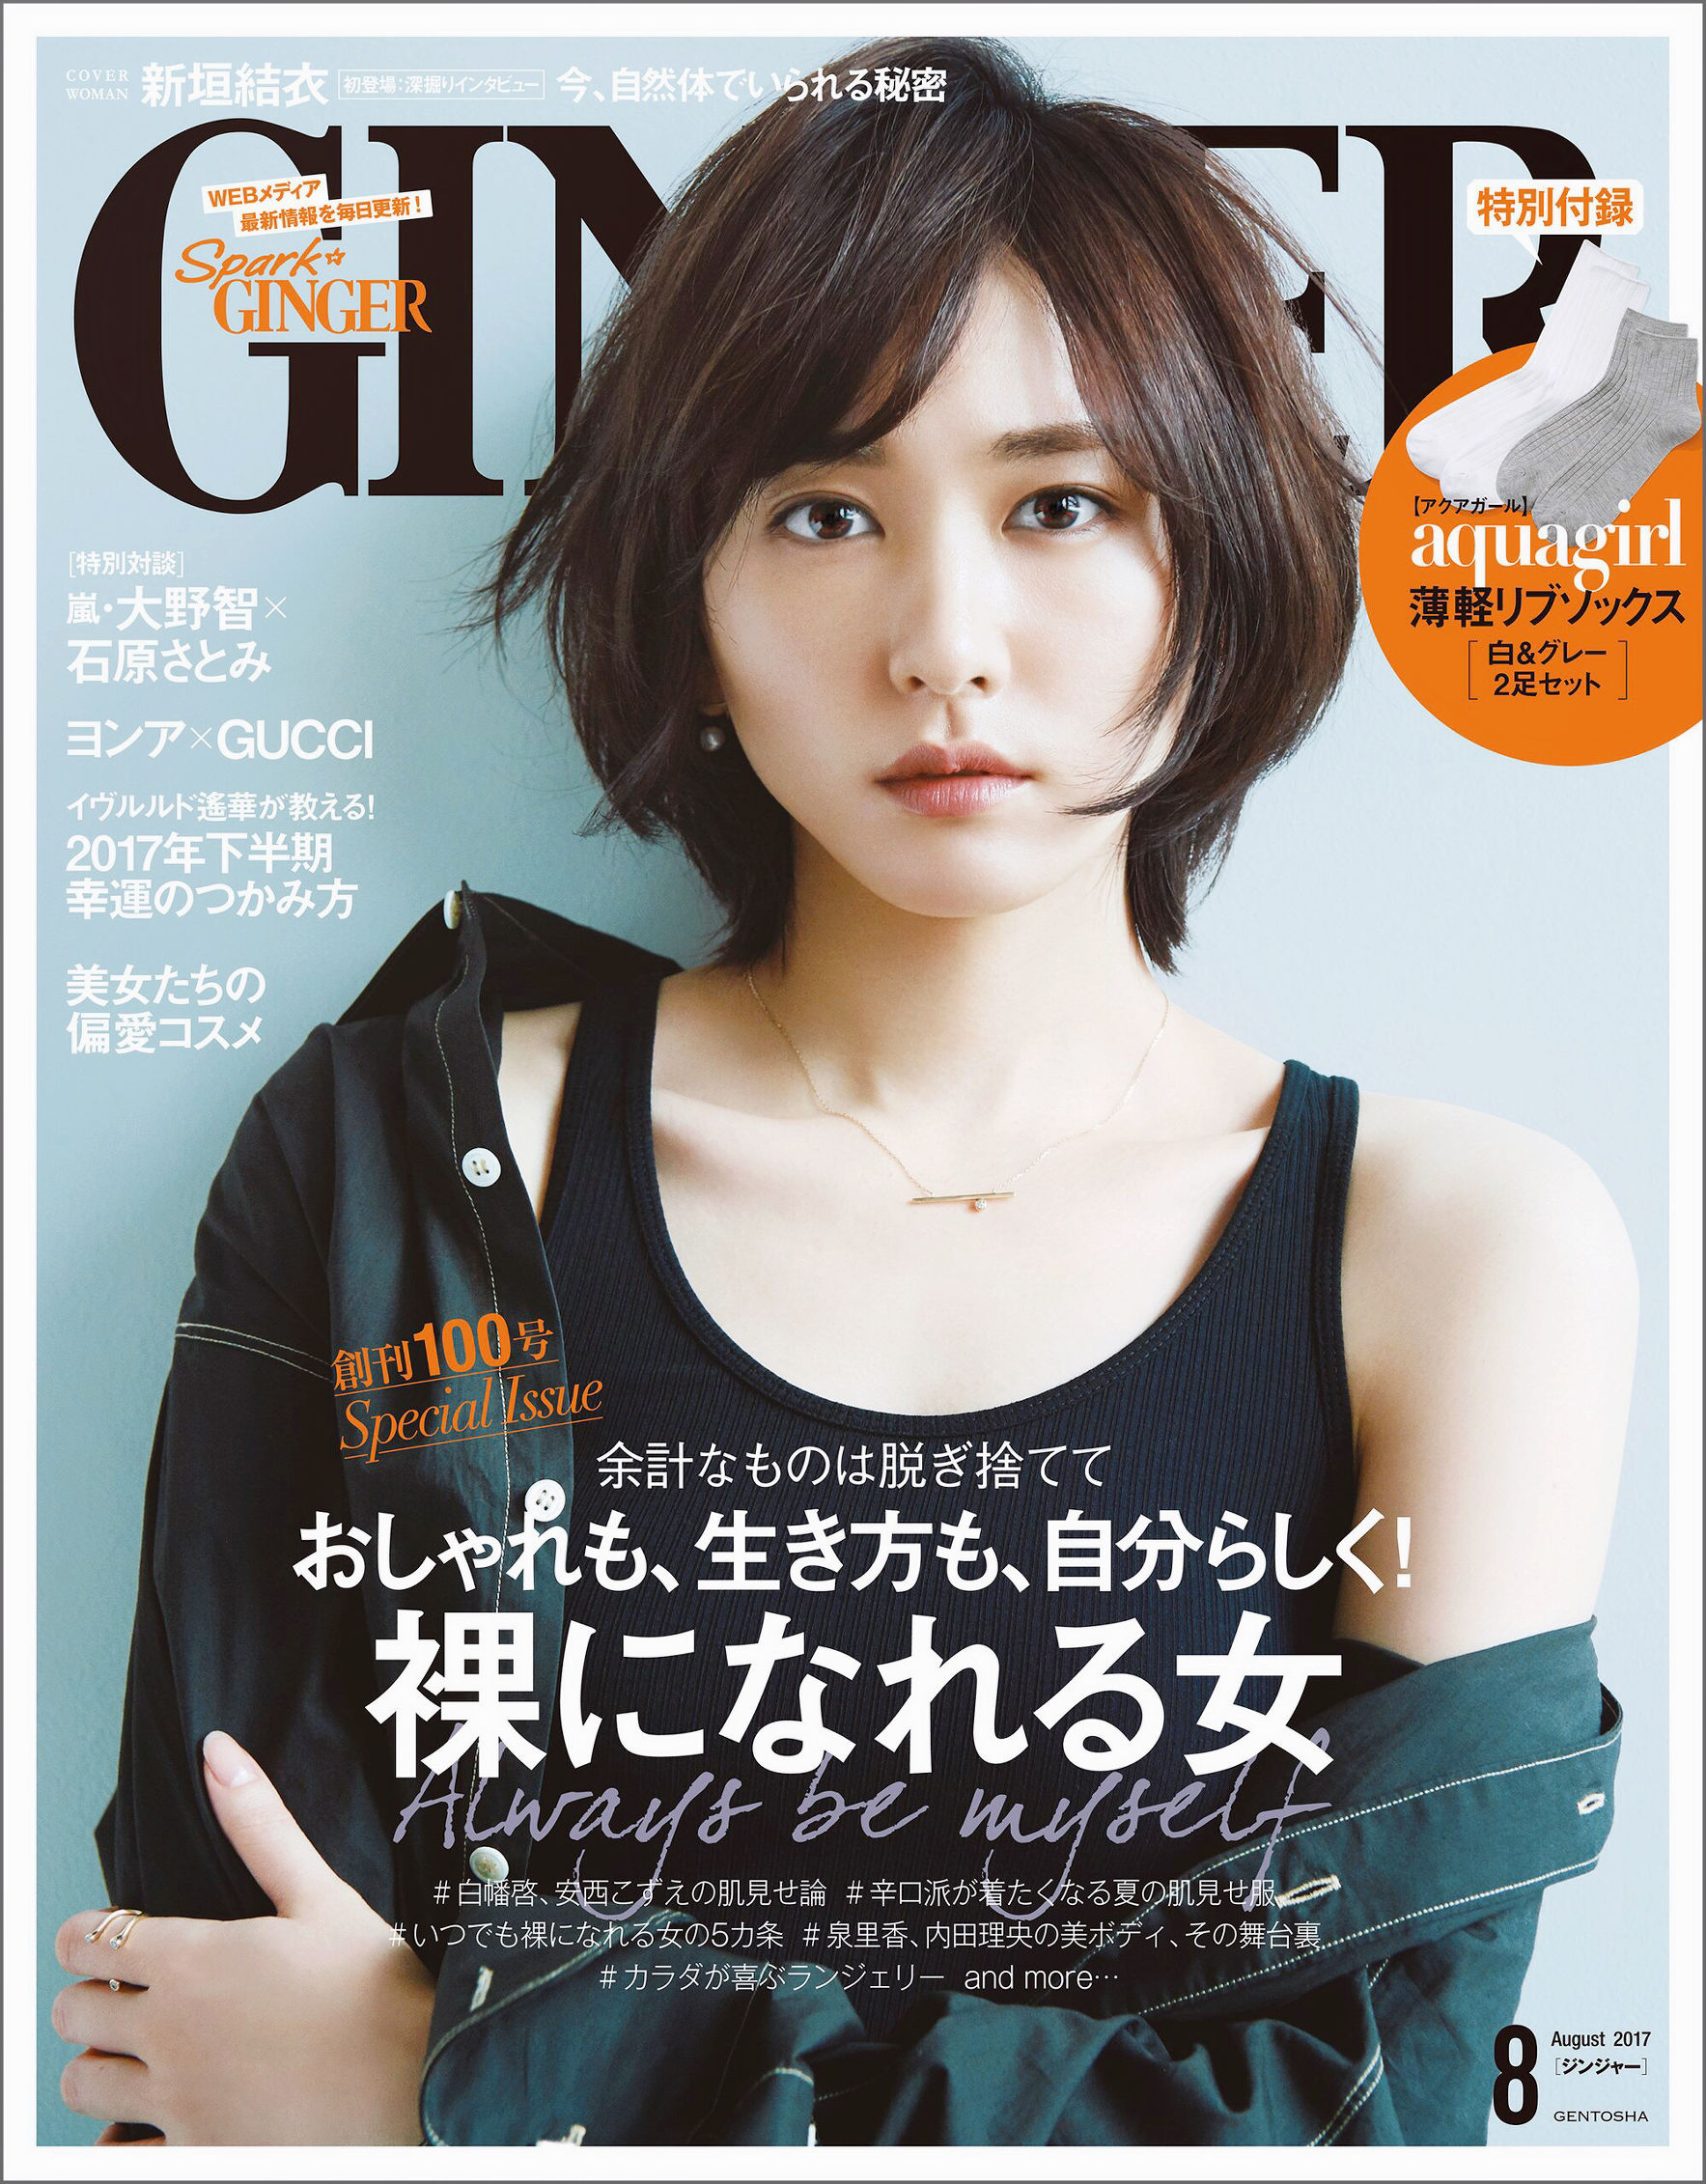 COVER WOMAN 新垣結衣 初登場:深掘りインタビュー 今、自然体でいられる秘密
GINGER
WEBメディア
最新情報を毎日更新!
Spark☆
GINGER
特別付録
【アクアガール】
aquagirl
薄軽リブソックス
白&グレー
2足セット
[特別対談]
嵐・大野智×
石原さとみ
ヨンア×GUCCI
イヴルルド遙華が教える!
2017年下半期
幸運のつかみ方
美女たちの
偏愛コスメ
創刊100号
Special Issue
余計なものは脱ぎ捨てて
おしゃれも、生き方も、自分らしく!
裸になれる女
Always be myself
#白幡啓、安西こずえの肌見せ論 #辛口派が着たくなる夏の肌見せ服
#いつでも裸になれる女の5カ条 #泉里香、内田理央の美ボディ、その舞台裏
#カラダが喜ぶランジェリー and more…
8
August 2017
[ジンジャー]
GENTOSHA